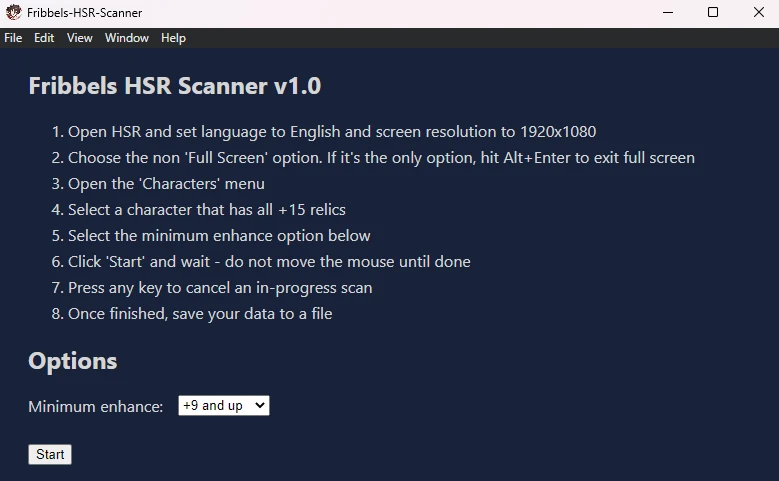 Fribbels-HSR-Scanner
File Edit View Window Help
Fribbels HSR Scanner v1.0
1. Open HSR and set language to English and screen resolution to 1920x1080
2. Choose the non 'Full Screen' option. If it's the only option, hit Alt+Enter to exit full screen
3. Open the 'Characters' menu
4. Select a character that has all +15 relics
5. Select the minimum enhance option below
6. Click 'Start' and wait - do not move the mouse until done
7. Press any key to cancel an in-progress scan
8. Once finished, save your data to a file
Options
Minimum enhance: +9 and up
Start